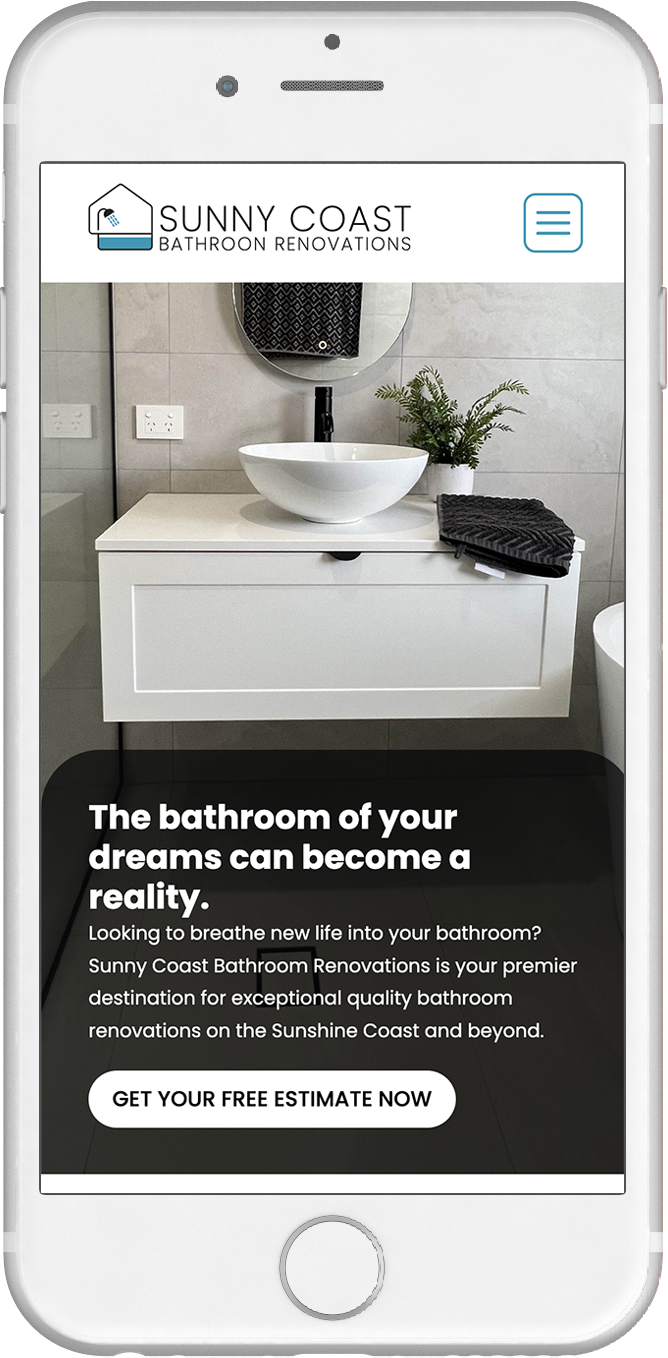 SUNNY COAST
BATHROON RENOVATIONS
The bathroom of your
dreams can become a
reality.
Looking to breathe new life into your bathroom?
Sunny Coast Bathroom Renovations is your premier
destination for exceptional quality bathroom
renovations on the Sunshine Coast and beyond.
GET YOUR FREE ESTIMATE NOW